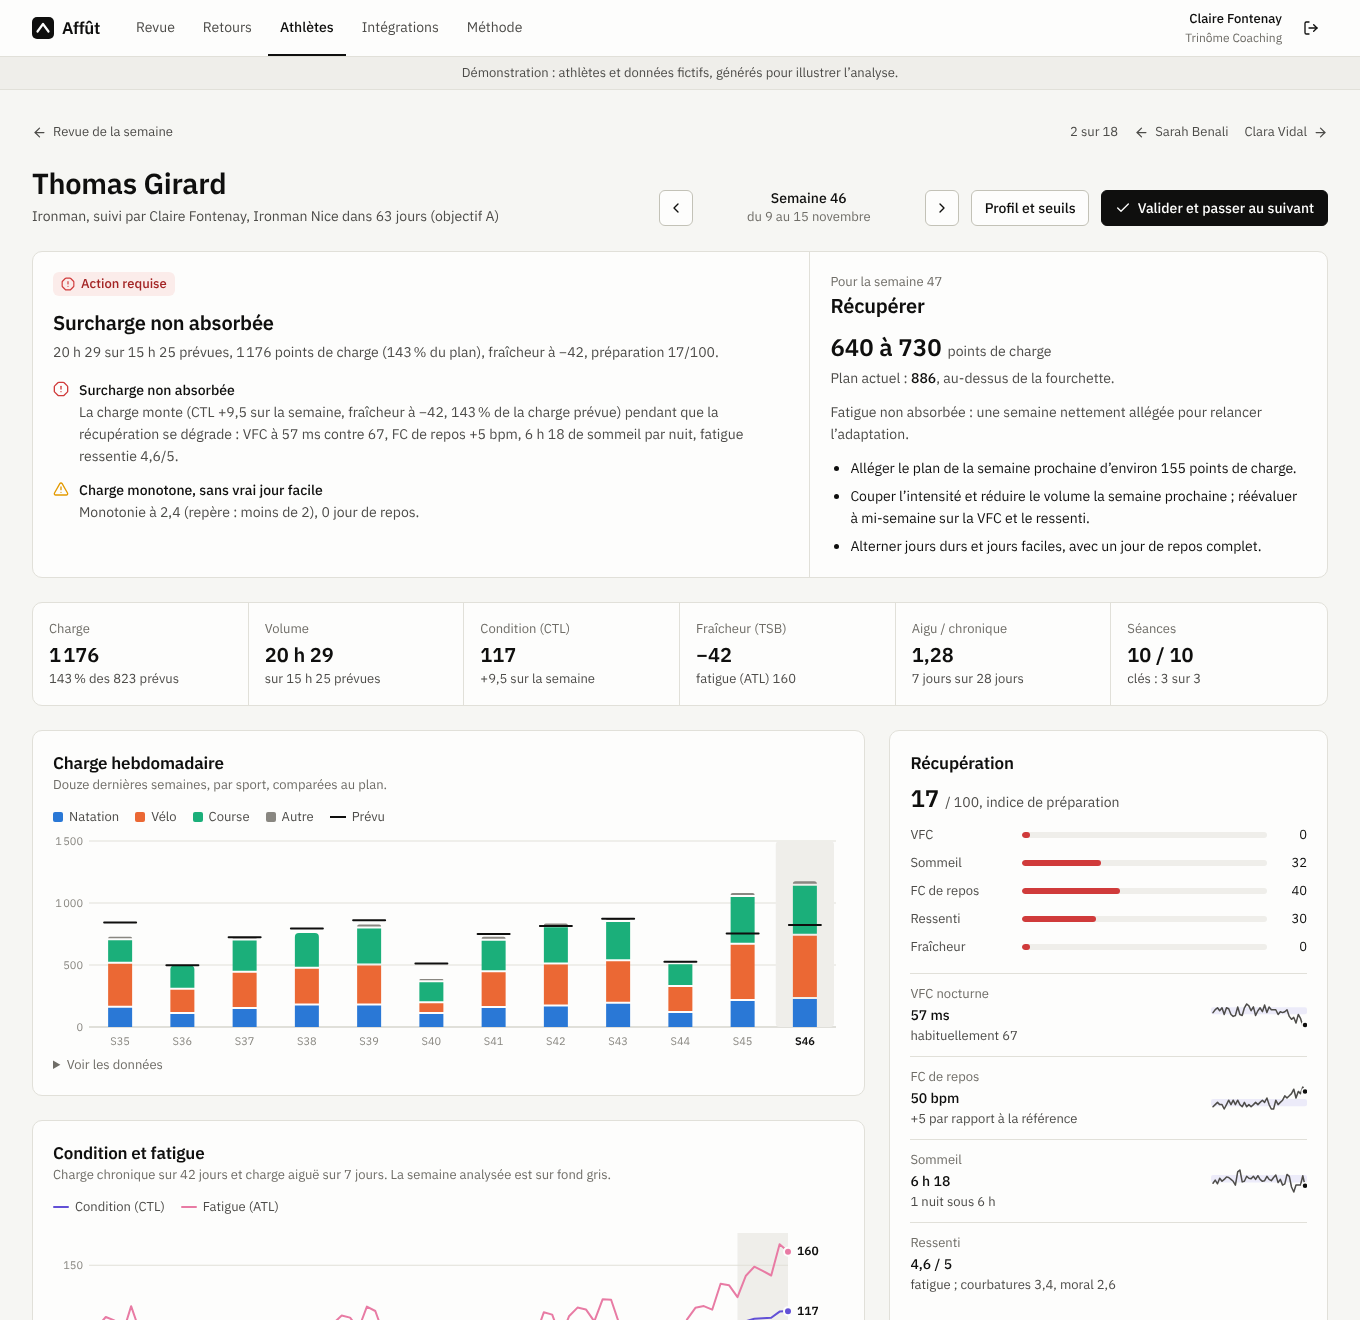 Affût
Revue
Retours
Athlètes
Intégrations
Méthode
Claire Fontenay
Trinôme Coaching
Démonstration : athlètes et données fictifs, générés pour illustrer l’analyse.
Revue de la semaine
2 sur 18
Sarah Benali
Clara Vidal
Thomas Girard
Ironman, suivi par Claire Fontenay, Ironman Nice dans 63 jours (objectif A)
Semaine 46
du 9 au 15 novembre
Profil et seuils
Valider et passer au suivant
Action requise
Surcharge non absorbée
20 h 29 sur 15 h 25 prévues, 1 176 points de charge (143 % du plan), fraîcheur à −42, préparation 17/100.
Surcharge non absorbée
La charge monte (CTL +9,5 sur la semaine, fraîcheur à −42, 143 % de la charge prévue) pendant que la
récupération se dégrade : VFC à 57 ms contre 67, FC de repos +5 bpm, 6 h 18 de sommeil par nuit, fatigue
ressentie 4,6/5.
Charge monotone, sans vrai jour facile
Monotonie à 2,4 (repère : moins de 2), 0 jour de repos.
Pour la semaine 47
Récupérer
640 à 730 points de charge
Plan actuel : 886, au-dessus de la fourchette.
Fatigue non absorbée : une semaine nettement allégée pour relancer
l’adaptation.
Alléger le plan de la semaine prochaine d’environ 155 points de charge.
Couper l’intensité et réduire le volume la semaine prochaine ; réévaluer
à mi-semaine sur la VFC et le ressenti.
Alterner jours durs et jours faciles, avec un jour de repos complet.
Charge
1 176
143 % des 823 prévus
Volume
20 h 29
sur 15 h 25 prévues
Condition (CTL)
117
+9,5 sur la semaine
Fraîcheur (TSB)
−42
fatigue (ATL) 160
Aigu / chronique
1,28
7 jours sur 28 jours
Séances
10 / 10
clés : 3 sur 3
Charge hebdomadaire
Douze dernières semaines, par sport, comparées au plan.
Natation
Vélo
Course
Autre
Prévu
1 500
1 000
500
0
S35
S36
S37
S38
S39
S40
S41
S42
S43
S44
S45
S46
Voir les données
Condition et fatigue
Charge chronique sur 42 jours et charge aiguë sur 7 jours. La semaine analysée est sur fond gris.
Condition (CTL)
Fatigue (ATL)
150
160
117
Récupération
17 / 100, indice de préparation
VFC 0
Sommeil 32
FC de repos 40
Ressenti 30
Fraîcheur 0
VFC nocturne
57 ms
habituellement 67
FC de repos
50 bpm
+5 par rapport à la référence
Sommeil
6 h 18
1 nuit sous 6 h
Ressenti
4,6 / 5
fatigue ; courbatures 3,4, moral 2,6